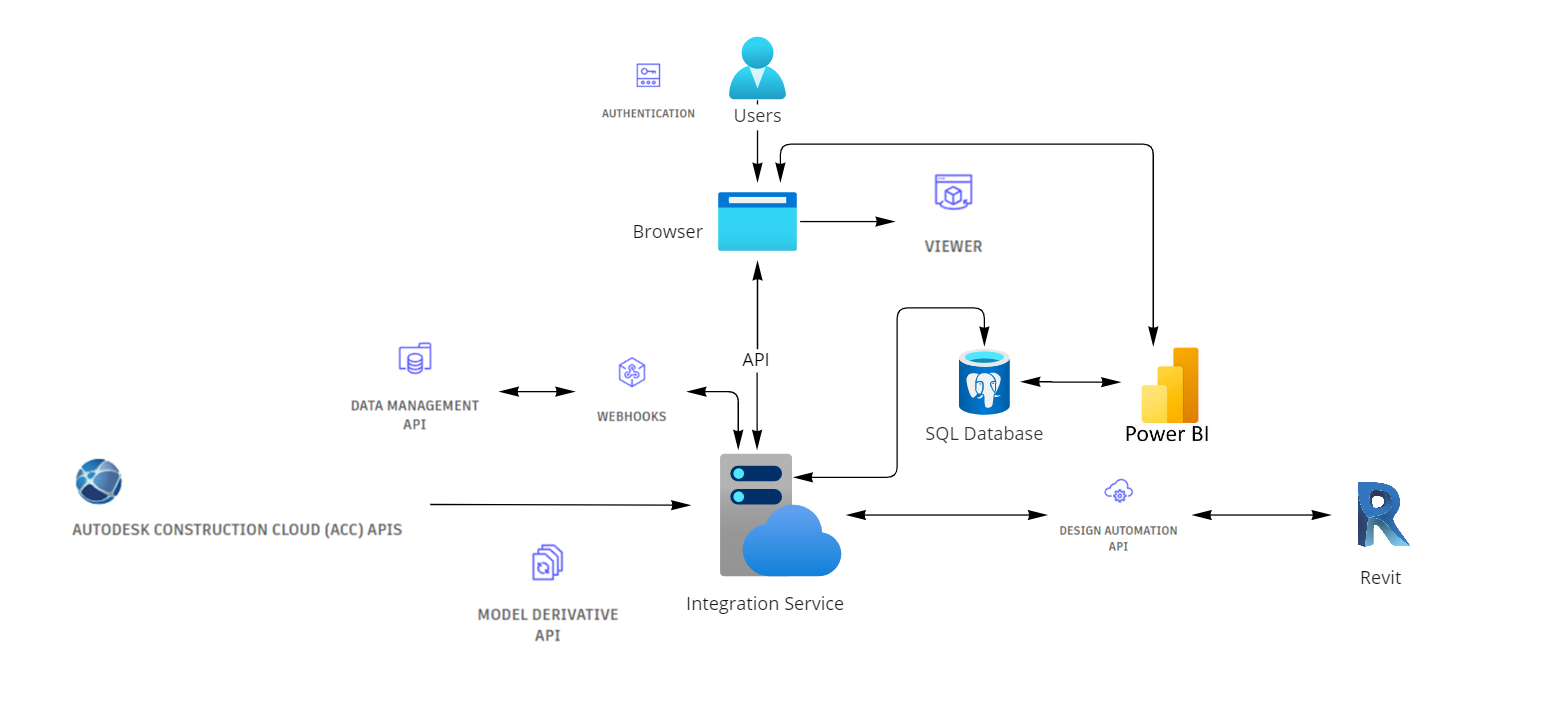 AUTHENTICATION
Users
Browser
VIEWER
API
DATA MANAGEMENT
API
WEBHOOKS
SQL Database
Power BI
AUTODESK CONSTRUCTION CLOUD (ACC) APIS
DESIGN AUTOMATION
API
Revit
MODEL DERIVATIVE
API
Integration Service